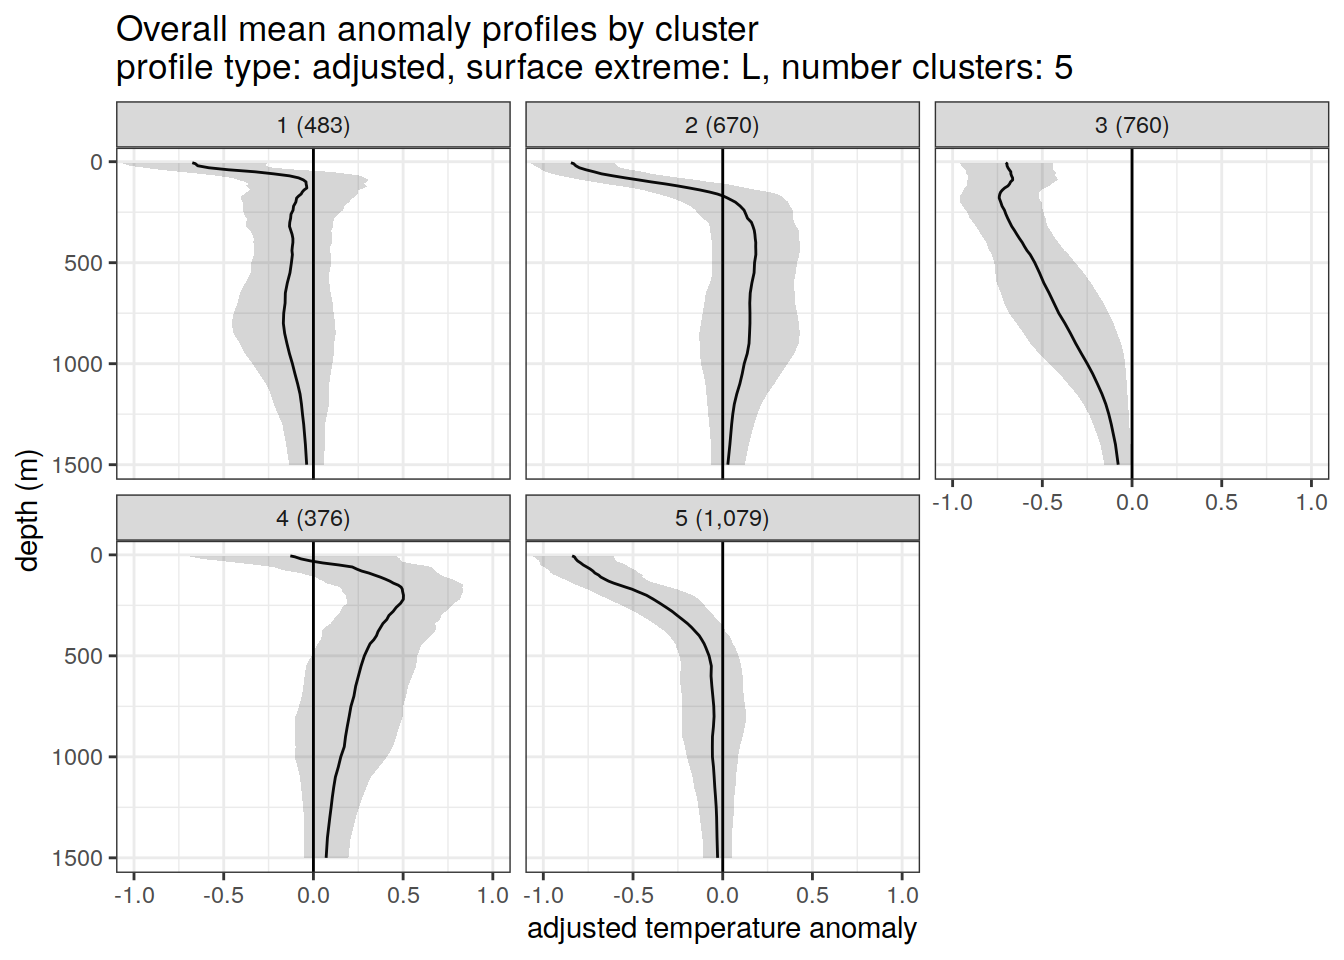 Overall mean anomaly profiles by cluster
profile type: adjusted, surface extreme: L, number clusters: 5
1 (483)
2 (670)
3 (760)
0
500
1000
1500
-1.0 -0.5 0.0 0.5 1.0
4 (376)
5 (1,079)
0
500
1000
1500
-1.0 -0.5 0.0 0.5 1.0
-1.0 -0.5 0.0 0.5 1.0
depth (m)
adjusted temperature anomaly